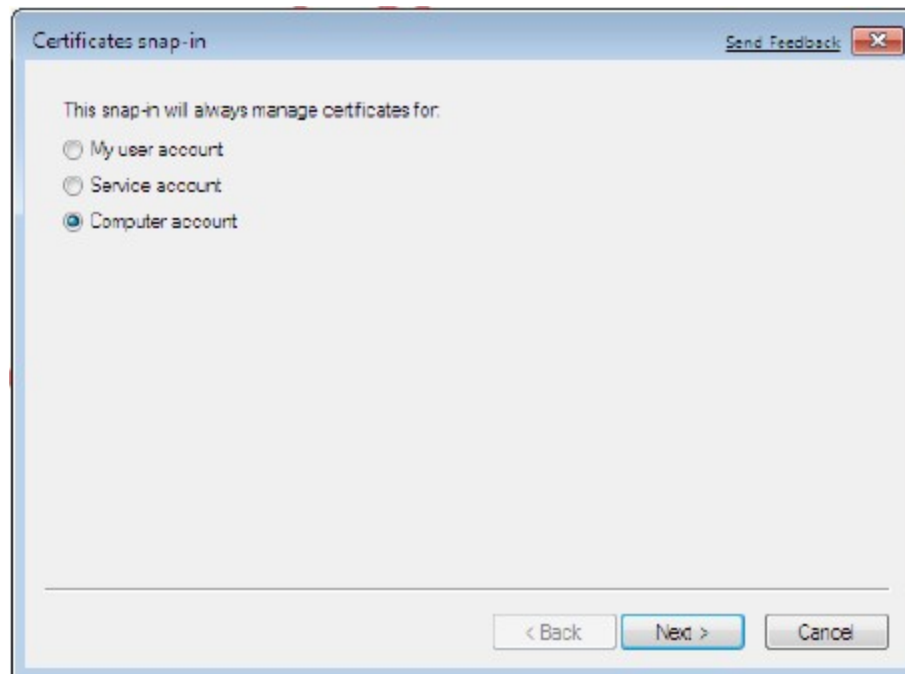 Certificates snap-in
Send Feedback
This snap-in will always manage certificates for:
My user account
Service account
Computer account
< Back
Next >
Cancel